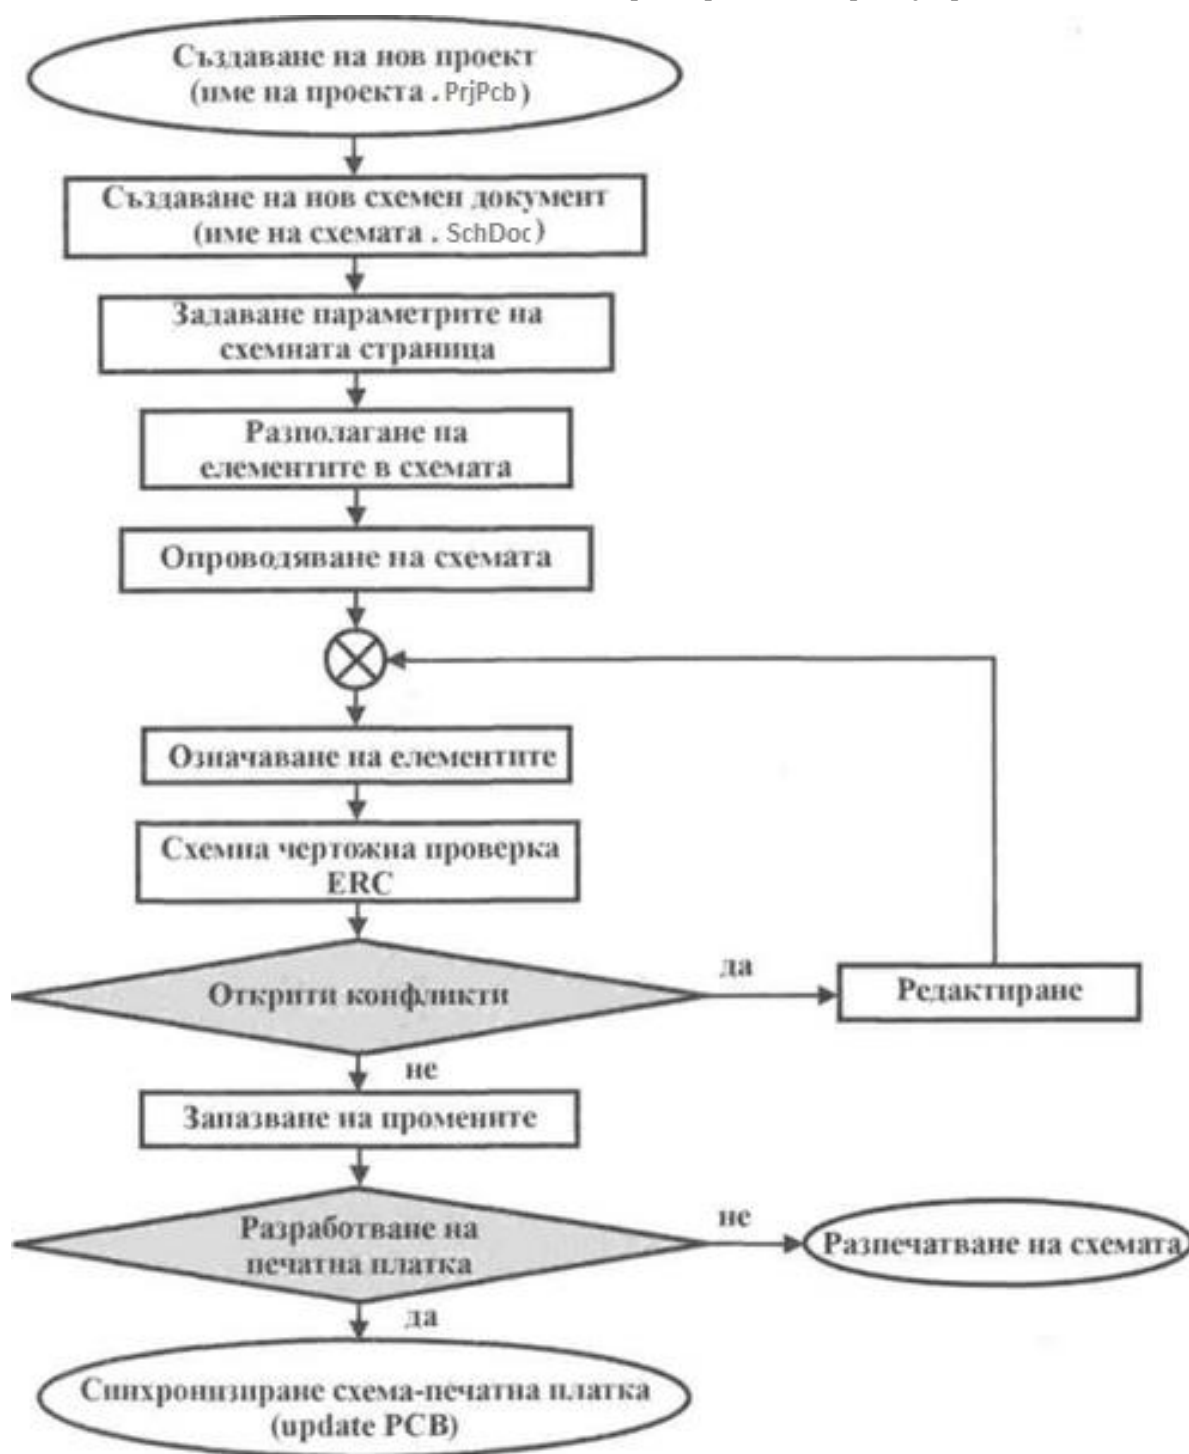 Създаване на нов проект
(име на проекта . PrjPcb)
Създаване на нов схемен документ
(име на схемата . SchDoc)
Задаване параметрите на
схемната страница
Разполагане на
елементите в схемата
Опроводяване на схемата
Означаване на елементите
Схемна чертожна проверка
ERC
Открити конфликти
да
Редактиране
не
Запазване на промените
Разработване на
печатна платка
не
Разпечатване на схемата
да
Синхронизиране схема-печатна платка
(update PCB)